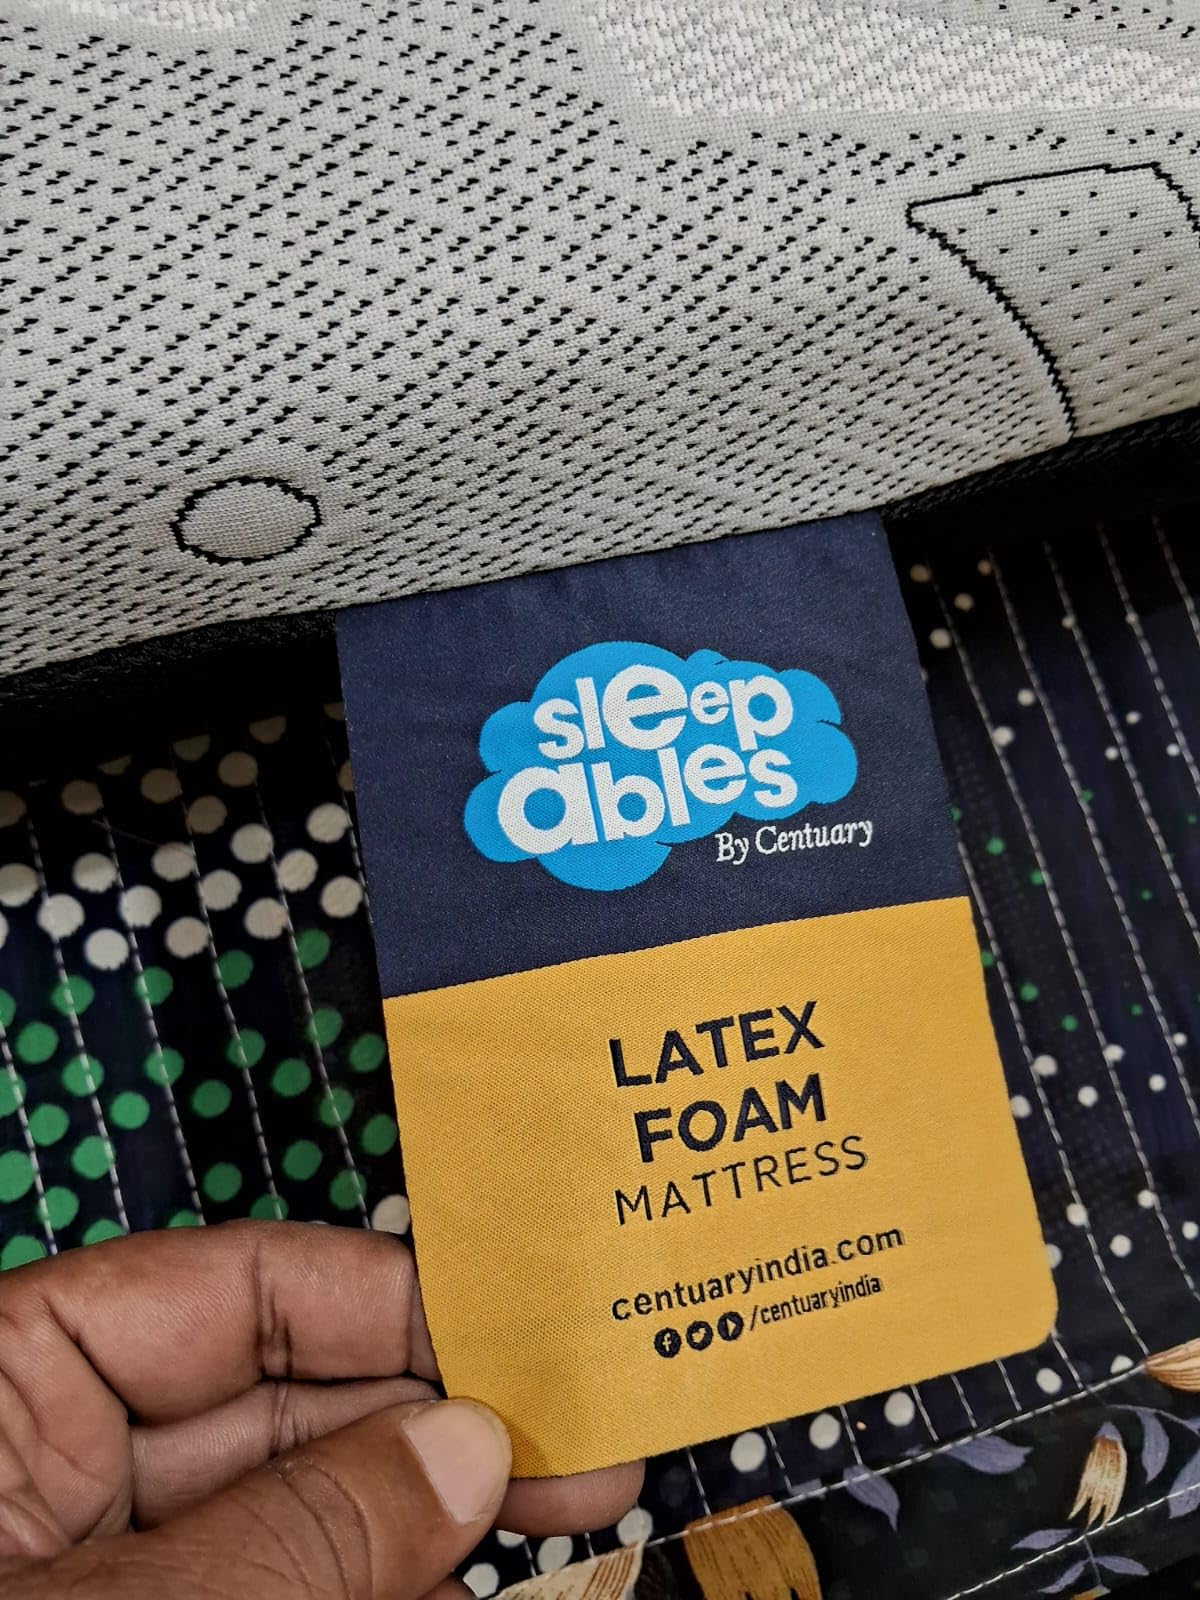 sleep
ables
By Centuary
LATEX
FOAM
MATTRESS
centuaryindia.com
/centuaryindia